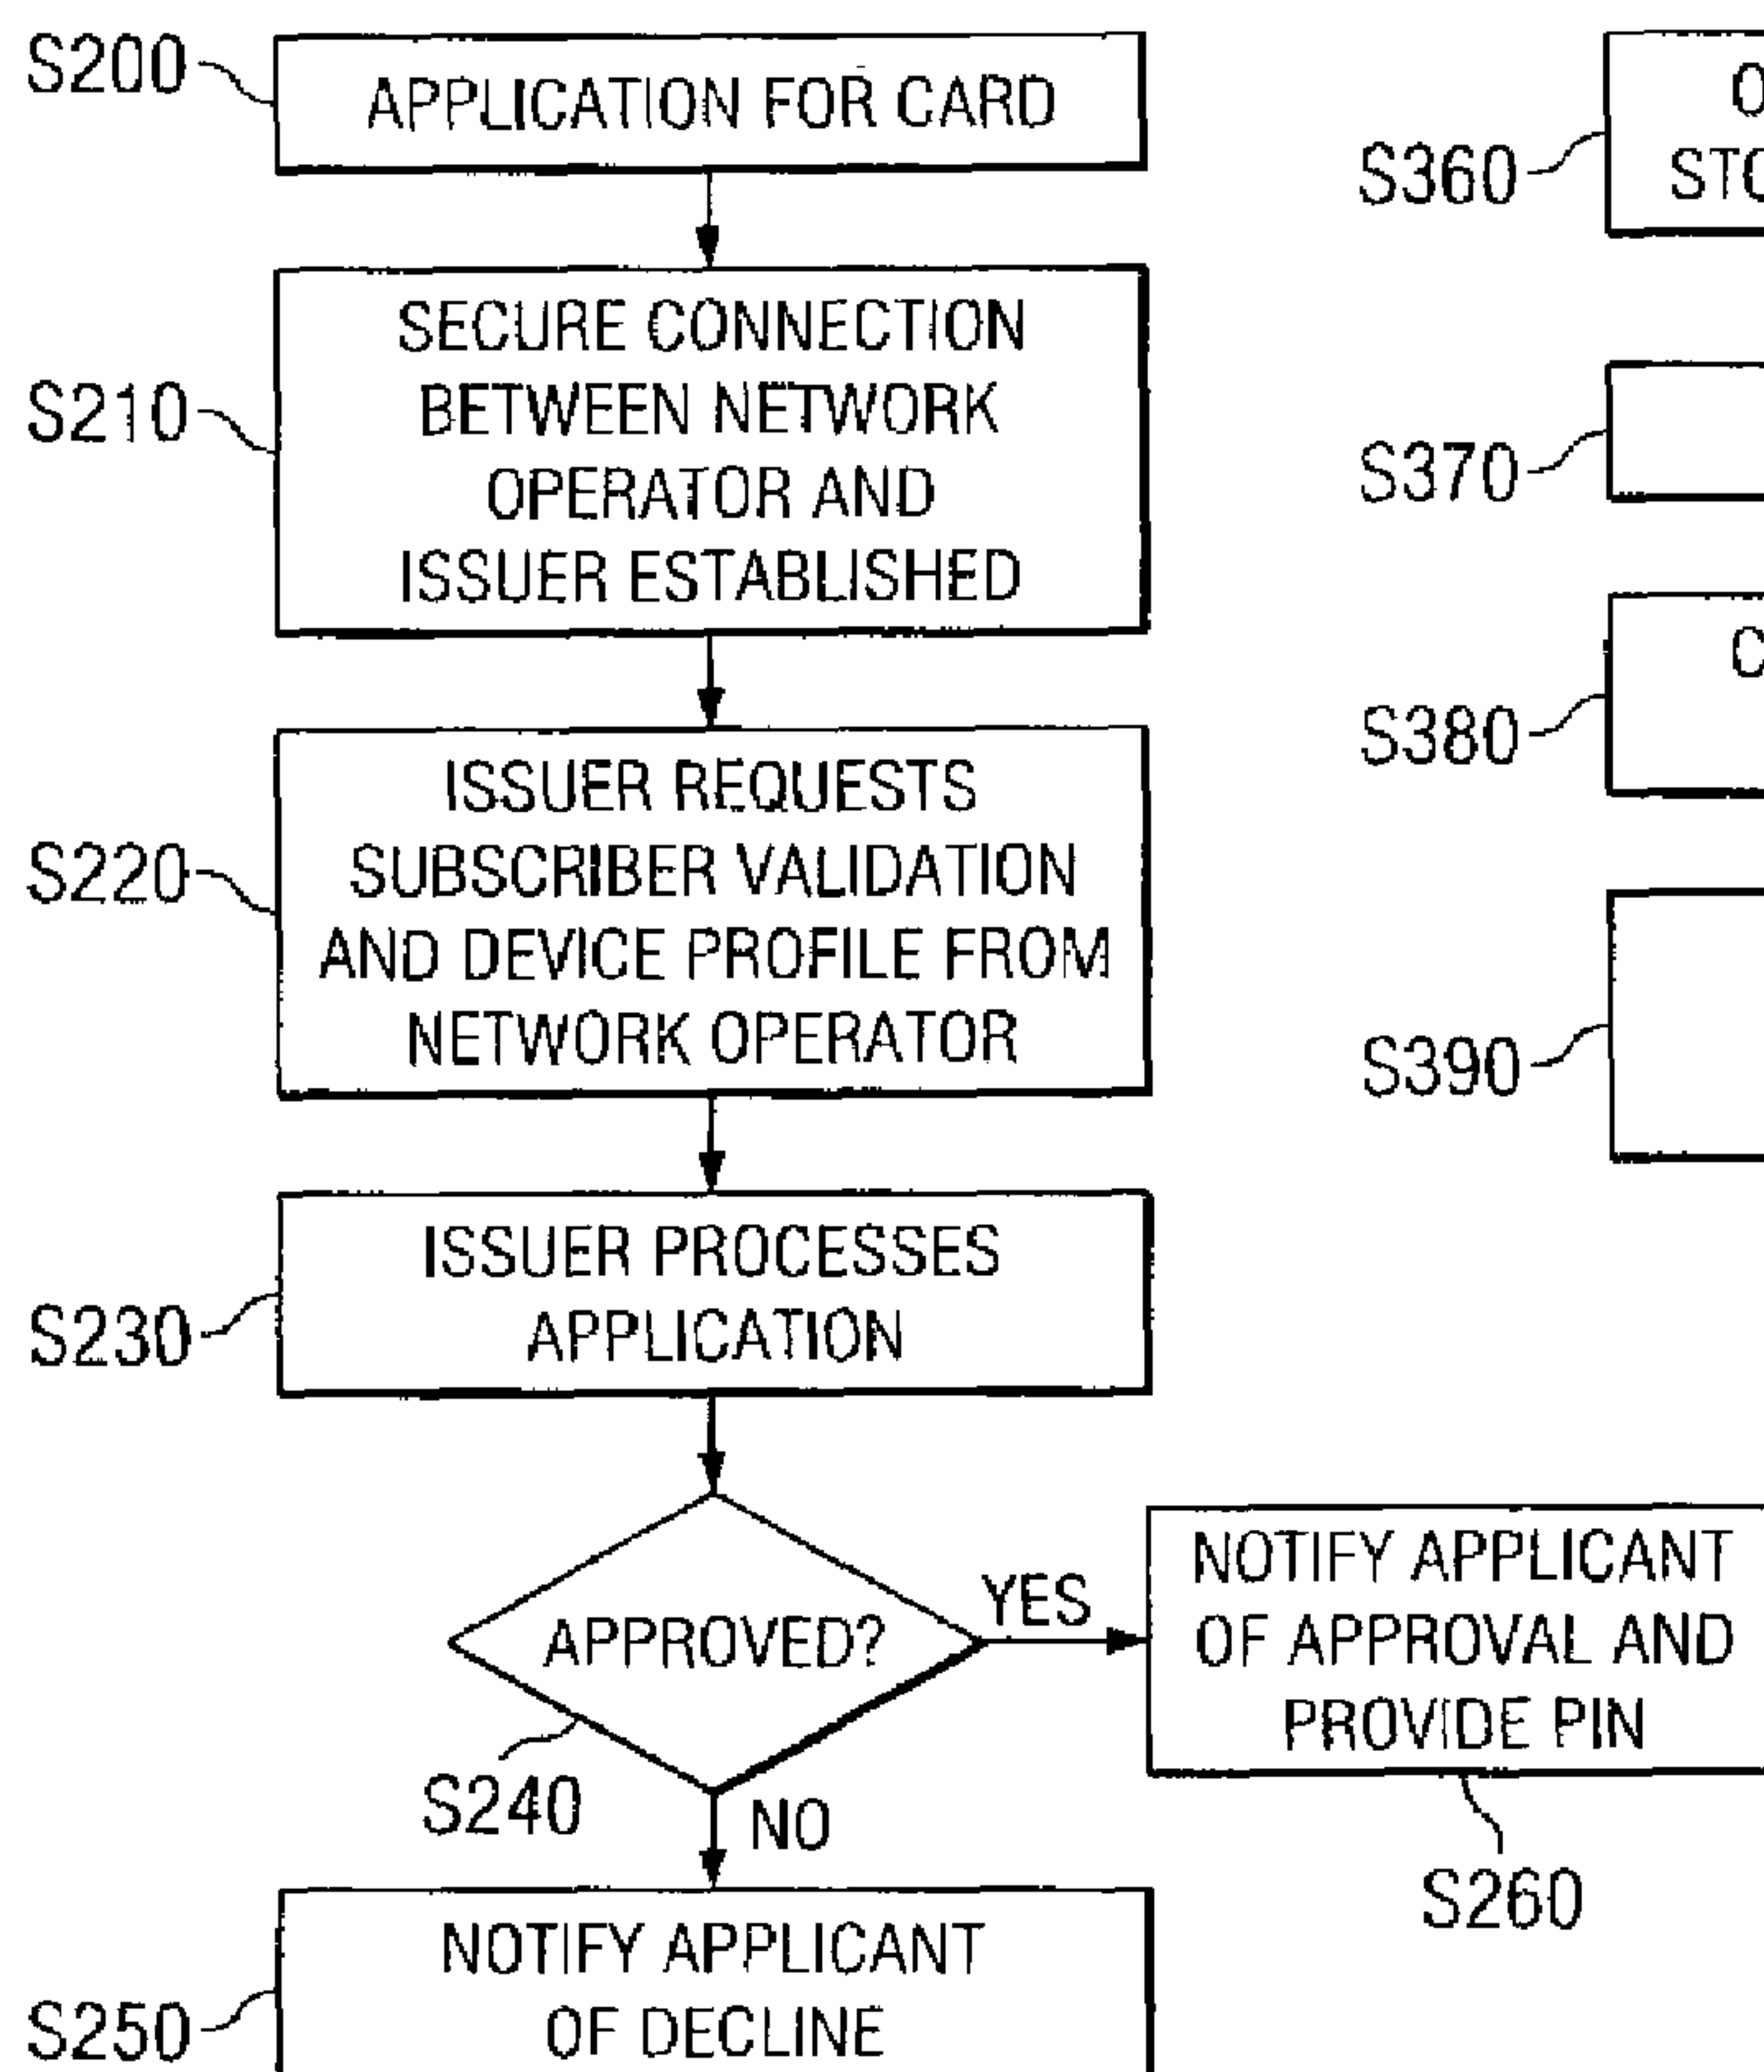 S200
APPLICATION FOR CARD
S210
SECURE CONNECTION
BETWEEN NETWORK
OPERATOR AND
ISSUER ESTABLISHED
S220
ISSUER REQUESTS
SUBSCRIBER VALIDATION
AND DEVICE PROFILE FROM
NETWORK OPERATOR
S230
ISSUER PROCESSES
APPLICATION
APPROVED?
S240
YES
NO
NOTIFY APPLICANT
OF APPROVAL AND
PROVIDE PIN
S260
S250
NOTIFY APPLICANT
OF DECLINE
S360
S370
S380
S390